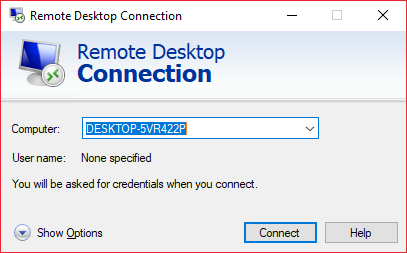 Remote Desktop Connection
Remote Desktop
Connection
Computer:
DESKTOP-5VR422P
User name: None specified
You will be asked for credentials when you connect.
Show Options
Connect
Help